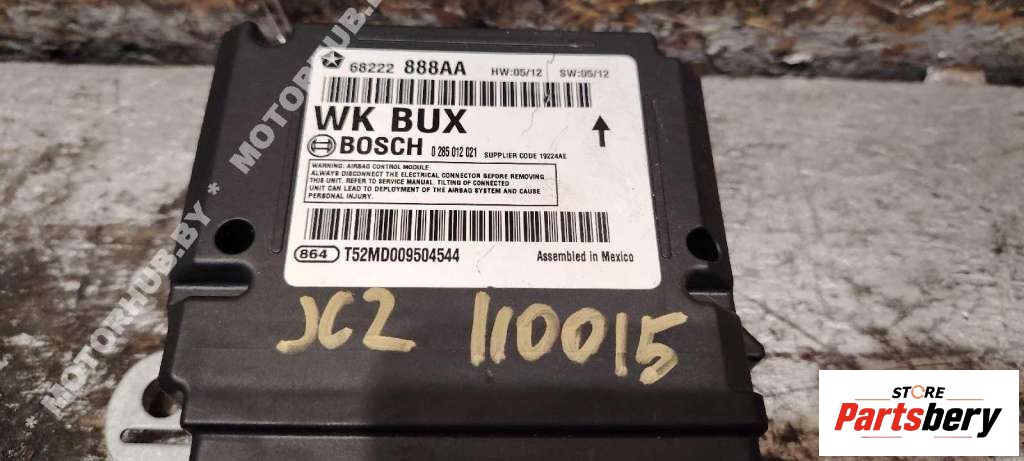 68222 888AA HW:05/12 SW:05/12
WK BUX
BOSCH 0 285 012 021 SUPPLIER CODE 19224AE
WARNING: AIRBAG CONTROL MODULE
ALWAYS DISCONNECT THE ELECTRICAL CONNECTOR BEFORE REMOVING
THIS UNIT. REFER TO SERVICE MANUAL. TILTING OF CONNECTED
UNIT CAN LEAD TO DEPLOYMENT OF THE AIRBAG SYSTEM AND CAUSE
PERSONAL INJURY.
864 T52MD009504544 Assembled in Mexico
JC2 110015
MOTORHUB.BY * MOTORHUB.BY * MOTORHUB.BY
STORE
Partsbery